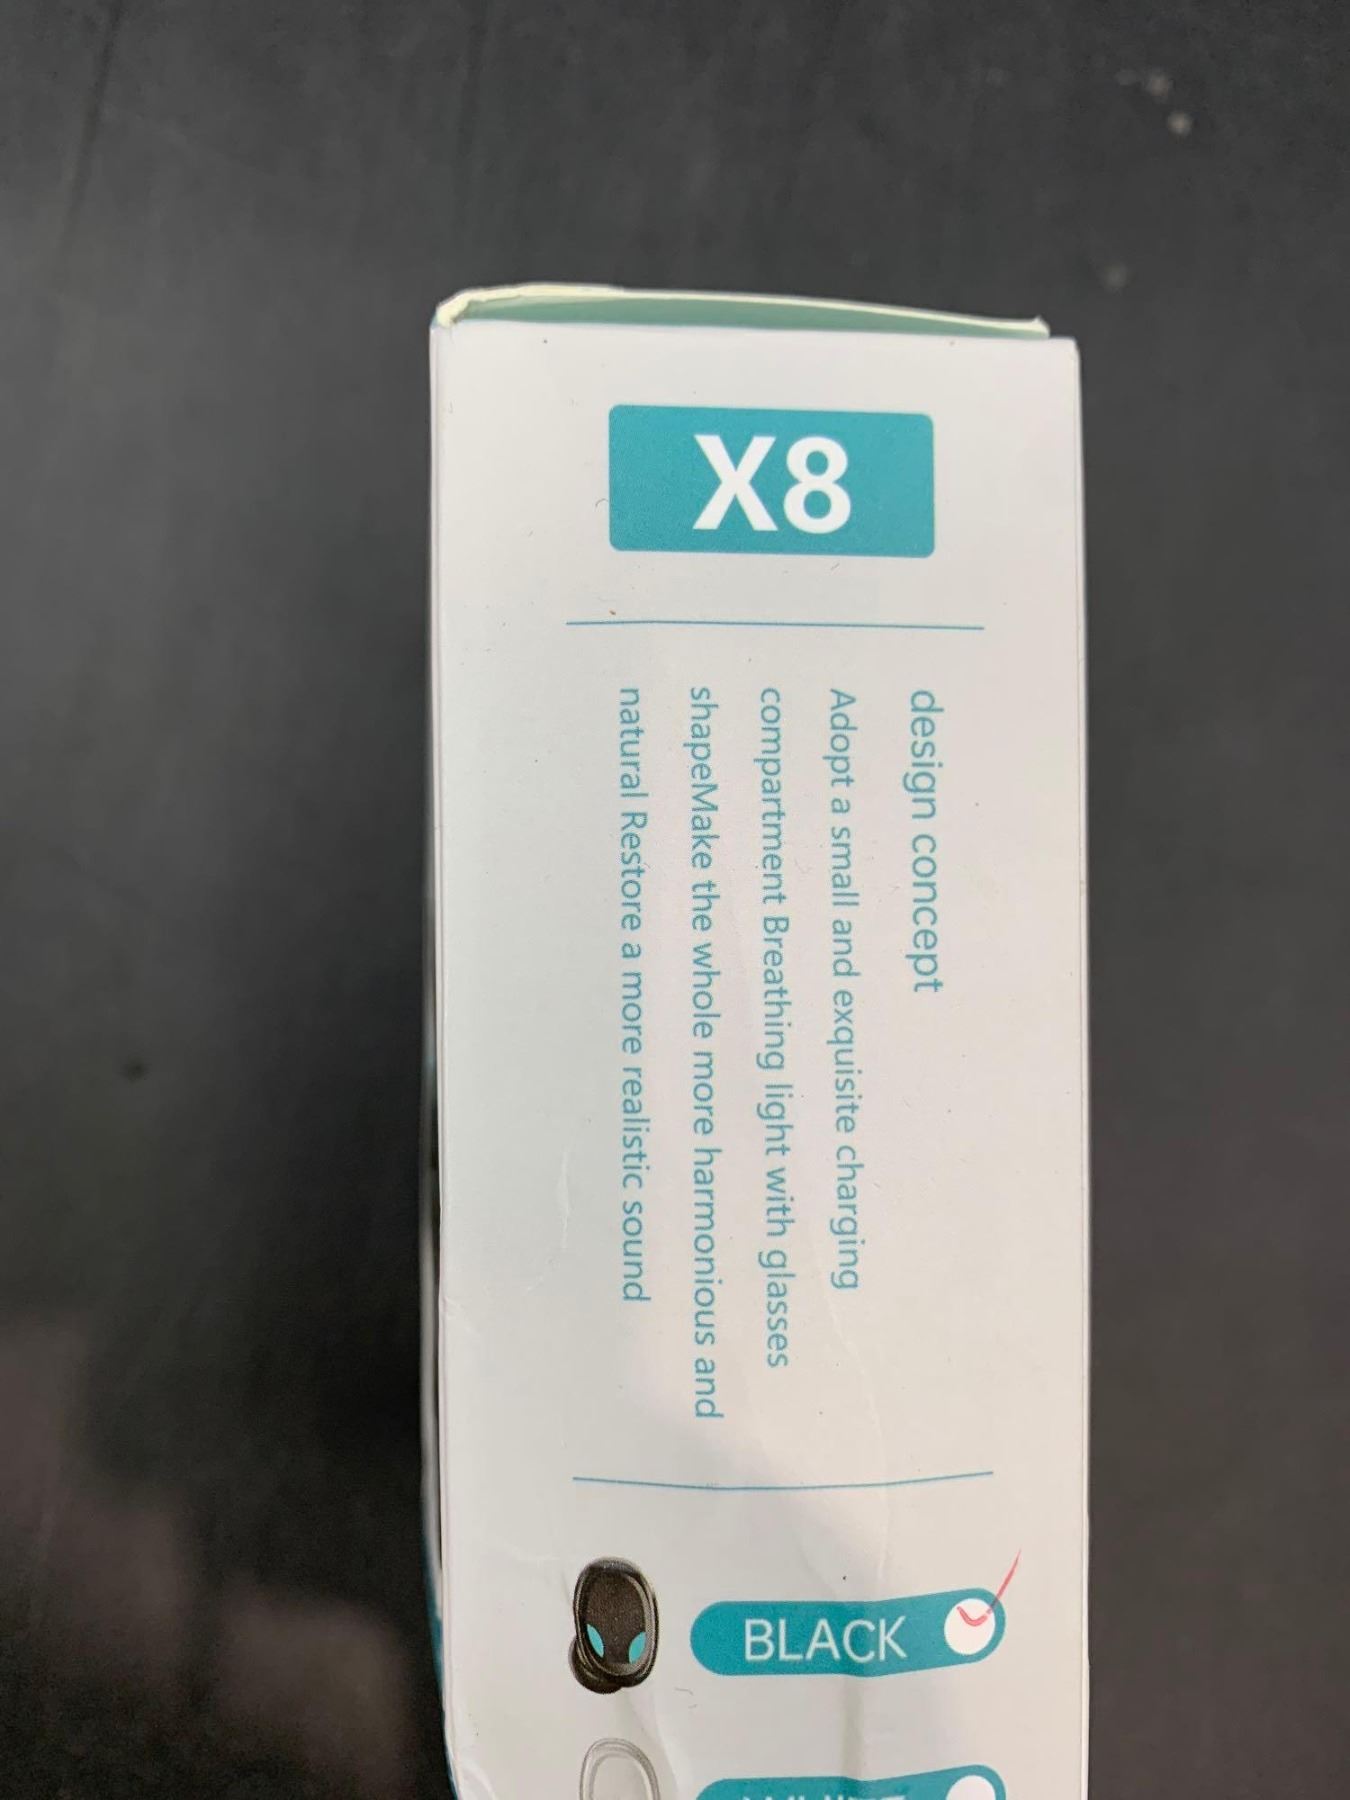 X8
design concept
Adopt a small and exquisite charging
compartment Breathing light with glasses
shapeMake the whole more harmonious and
natural Restore a more realistic sound
BLACK